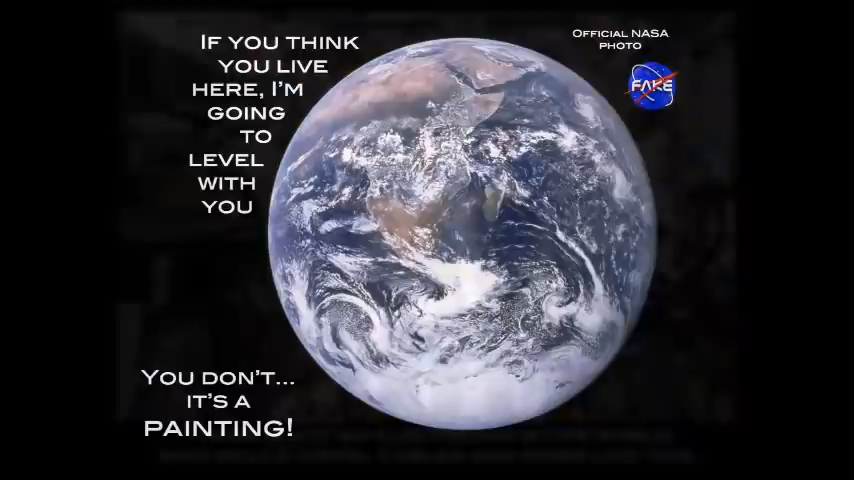 If you think
you live
here, I'm
going
to
level
with
you
Official NASA
photo
FAKE
You don't...
it's a
painting!